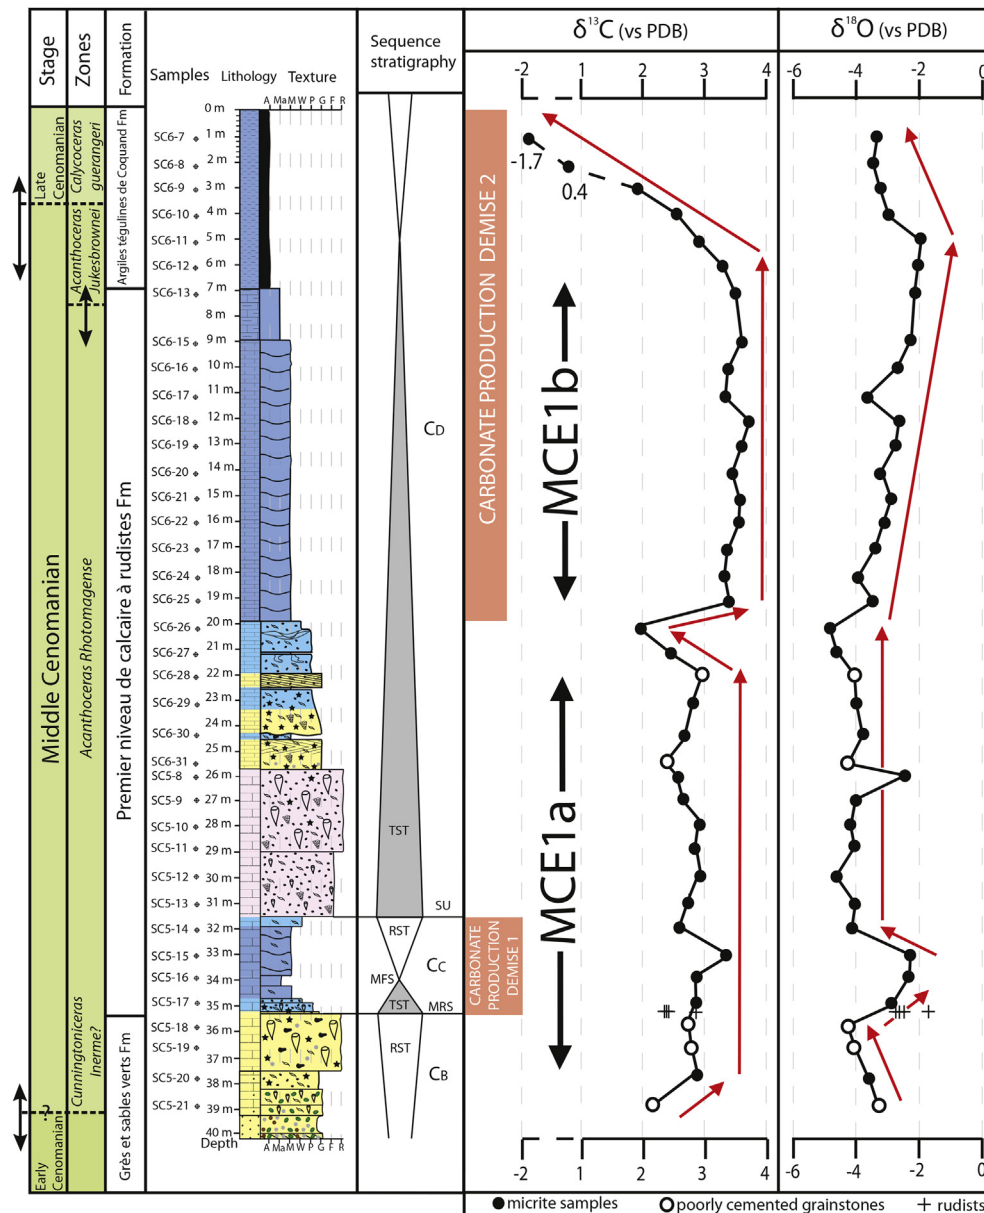 Stage
Zones
Formation
Samples
Lithology
Texture
A Ma M W P G F R
Sequence
stratigraphy
δ¹³C (vs PDB)
δ¹⁸O (vs PDB)
-2 -1 0 1 2 3 4
-6 -4 -2 0
Late
Cenomanian
Middle Cenomanian
Early
Cenomanian
?
Calycoceras
guerangeri
Acanthoceras
Jukesbrownei
Acanthoceras Rhotomagense
Cunningtoniceras
Inerme?
Argiles tégulines de Coquand Fm
Premier niveau de calcaire à rudistes Fm
Grès et sables verts Fm
SC6-7
SC6-8
SC6-9
SC6-10
SC6-11
SC6-12
SC6-13
SC6-15
SC6-16
SC6-17
SC6-18
SC6-19
SC6-20
SC6-21
SC6-22
SC6-23
SC6-24
SC6-25
SC6-26
SC6-27
SC6-28
SC6-29
SC6-30
SC6-31
SC5-8
SC5-9
SC5-10
SC5-11
SC5-12
SC5-13
SC5-14
SC5-15
SC5-16
SC5-17
SC5-18
SC5-19
SC5-20
SC5-21
0 m
1 m
2 m
3 m
4 m
5 m
6 m
7 m
8 m
9 m
10 m
11 m
12 m
13 m
14 m
15 m
16 m
17 m
18 m
19 m
20 m
21 m
22 m
23 m
24 m
25 m
26 m
27 m
28 m
29 m
30 m
31 m
32 m
33 m
34 m
35 m
36 m
37 m
38 m
39 m
40 m
Depth
A Ma M W P G F R
CD
TST
SU
RST
CC
MFS
TST
MRS
RST
CB
CARBONATE PRODUCTION DEMISE 2
CARBONATE
PRODUCTION
DEMISE 1
MCE1b
MCE1a
-1.7
0.4
-2 -1 0 1 2 3 4
-6 -4 -2 0
micrite samples
poorly cemented grainstones
rudists